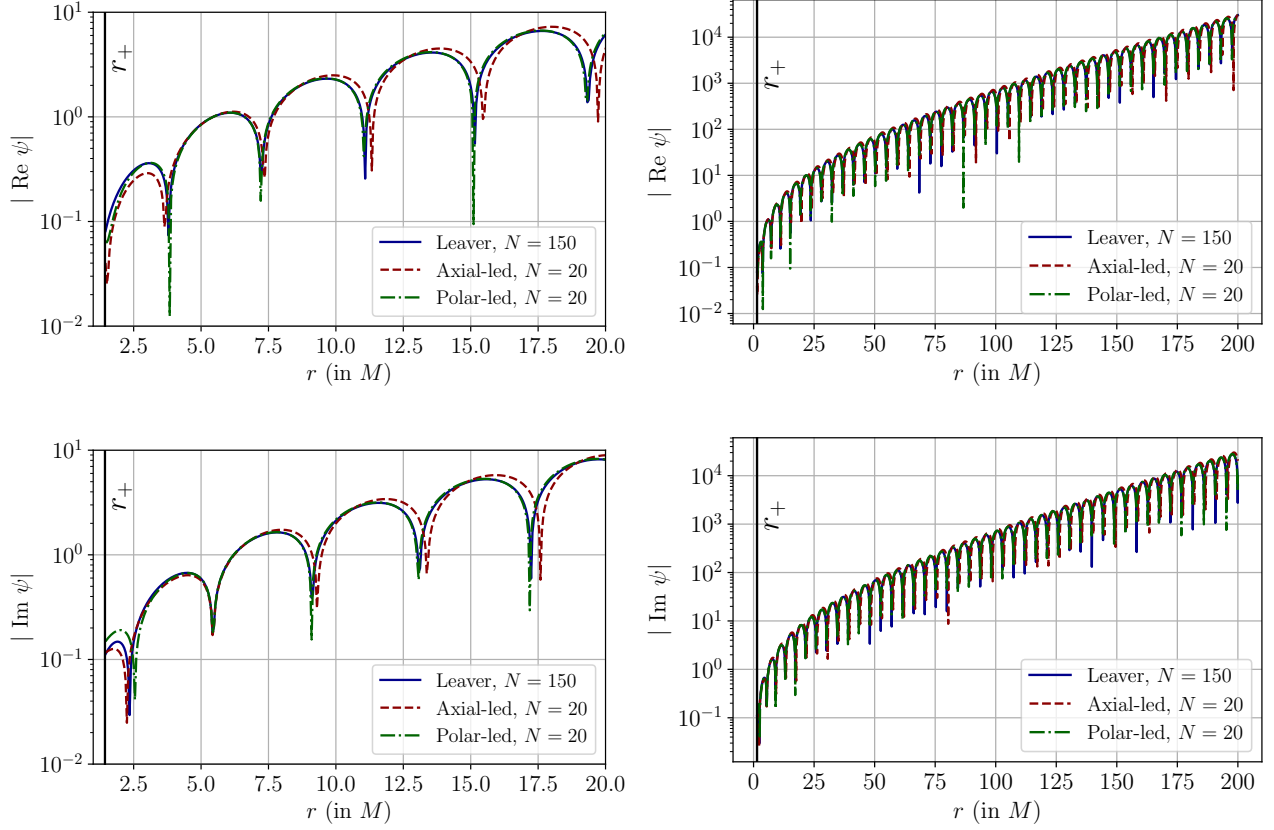 10^1
10^0
10^-1
10^-2
| Re ψ|
r+
Leaver, N = 150
Axial-led, N = 20
Polar-led, N = 20
2.5 5.0 7.5 10.0 12.5 15.0 17.5 20.0
r (in M)
10^4
10^3
10^2
10^1
10^0
10^-1
10^-2
| Re ψ|
r+
Leaver, N = 150
Axial-led, N = 20
Polar-led, N = 20
0 25 50 75 100 125 150 175 200
r (in M)
10^1
10^0
10^-1
10^-2
| Im ψ|
r+
Leaver, N = 150
Axial-led, N = 20
Polar-led, N = 20
2.5 5.0 7.5 10.0 12.5 15.0 17.5 20.0
r (in M)
10^4
10^3
10^2
10^1
10^0
10^-1
| Im ψ|
r+
Leaver, N = 150
Axial-led, N = 20
Polar-led, N = 20
0 25 50 75 100 125 150 175 200
r (in M)